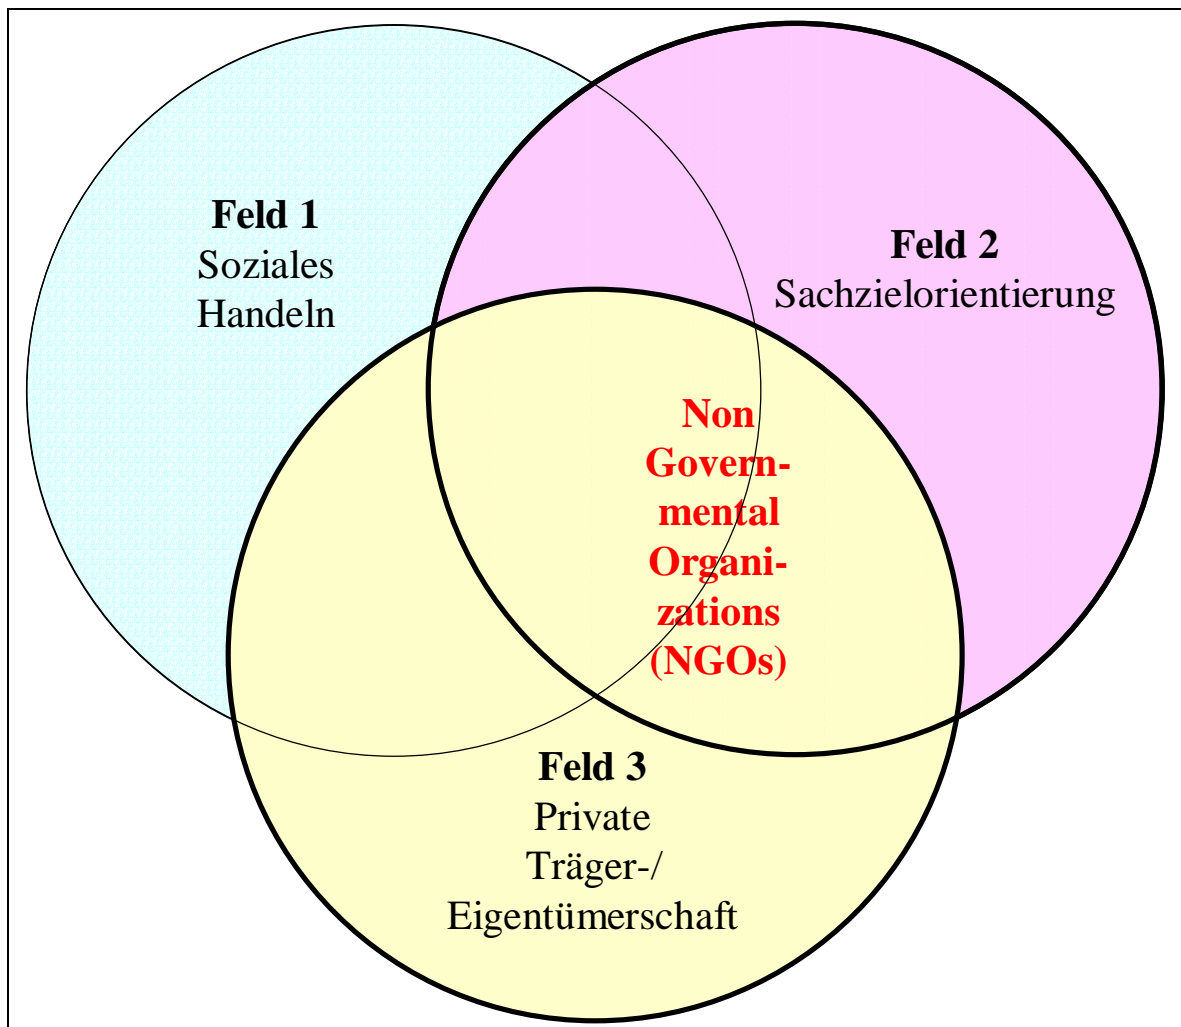 Feld 1
Soziales
Handeln
Feld 2
Sachzielorientierung
Non
Govern-
mental
Organi-
zations
(NGOs)
Feld 3
Private
Träger-/
Eigentümerschaft